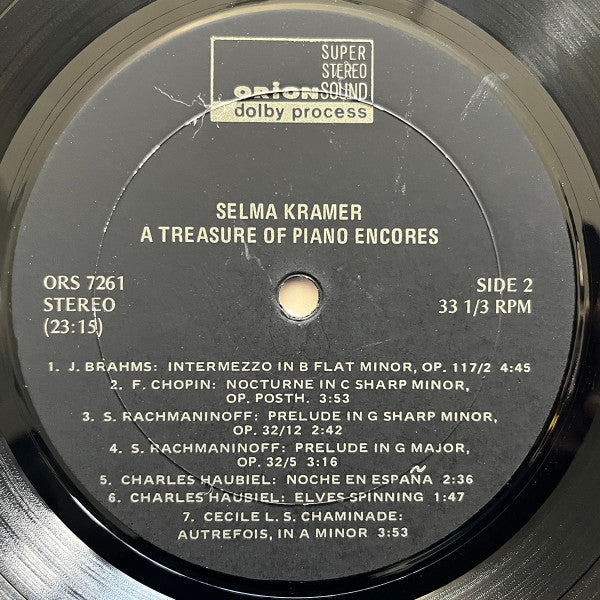 SUPER
STEREO
ORION SOUND
dolby process
SELMA KRAMER
A TREASURE OF PIANO ENCORES
ORS 7261
STEREO
(23:15)
SIDE 2
33 1/3 RPM
1. J. BRAHMS: INTERMEZZO IN B FLAT MINOR, OP. 117/2 4:45
2. F. CHOPIN: NOCTURNE IN C SHARP MINOR,
OP. POSTH. 3:53
3. S. RACHMANINOFF: PRELUDE IN G SHARP MINOR,
OP. 32/12 2:42
4. S. RACHMANINOFF: PRELUDE IN G MAJOR,
OP. 32/5 3:16
5. CHARLES HAUBIEL: NOCHE EN ESPAÑA 2:36
6. CHARLES HAUBIEL: ELVES SPINNING 1:47
7. CECILE L. S. CHAMINADE:
AUTREFOIS, IN A MINOR 3:53